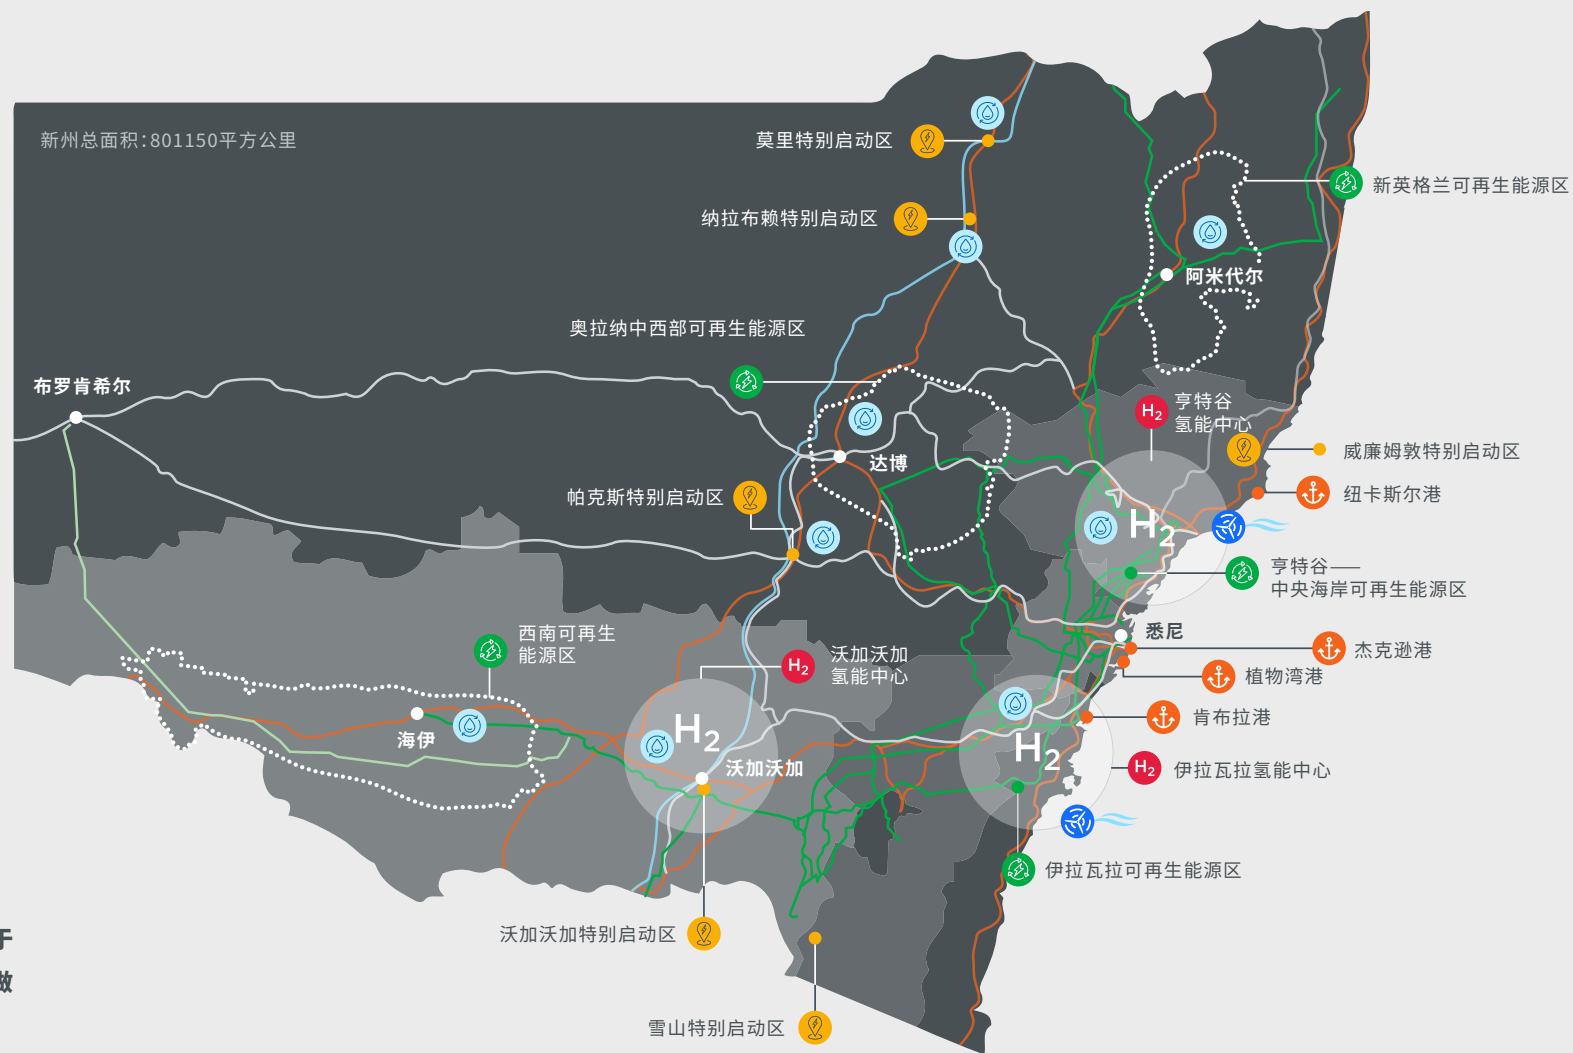 新州总面积：801150平方公里
莫里特别启动区
新英格兰可再生能源区
纳拉布赖特别启动区
阿米代尔
奥拉纳中西部可再生能源区
布罗肯希尔
H2
亨特谷
氢能中心
威廉姆敦特别启动区
达博
帕克斯特别启动区
纽卡斯尔港
H2
亨特谷——
中央海岸可再生能源区
西南可再生
能源区
悉尼
杰克逊港
H2
沃加沃加
氢能中心
植物湾港
肯布拉港
海伊
H2
沃加沃加
H2
H2
伊拉瓦拉氢能中心
伊拉瓦拉可再生能源区
沃加沃加特别启动区
于
做
雪山特别启动区